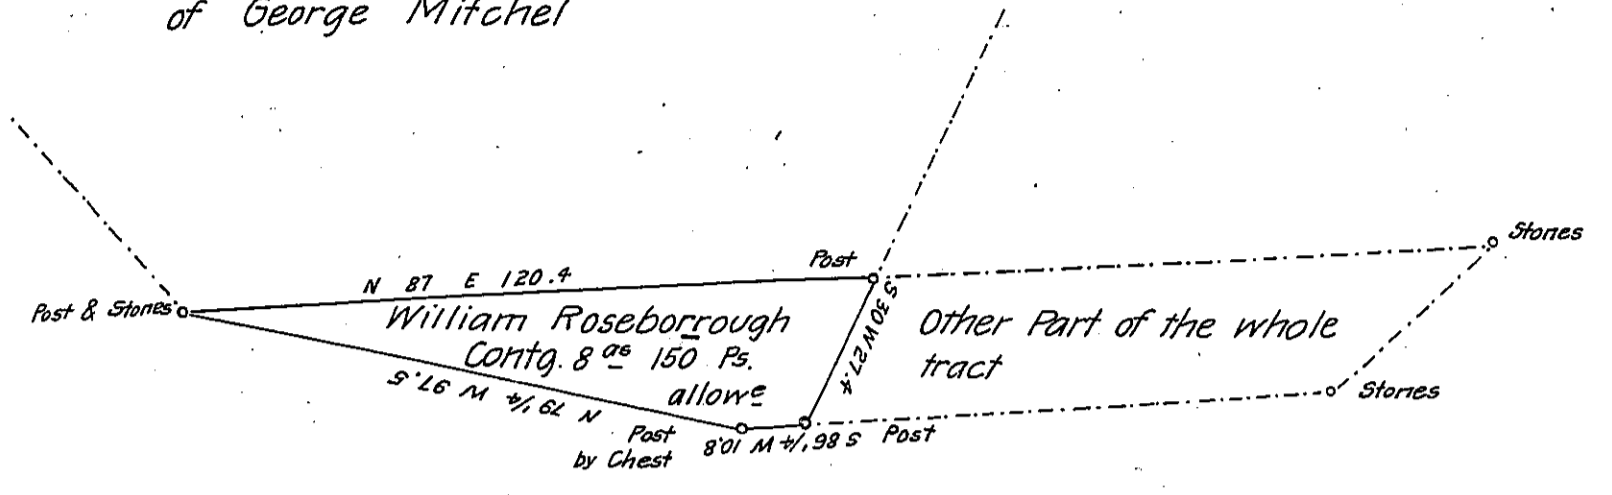 of George Mitchel
Stones
Post
N 87 E 120.4
Post & Stones
S 30 W 27.4
William Roseborrough
Contg. 8 as 150 Ps.
allowe
Other Part of the whole
tract
N 79 1/4 W 97.5
Stones
Post
by Chest
S 86 1/4 W 10.8
Post